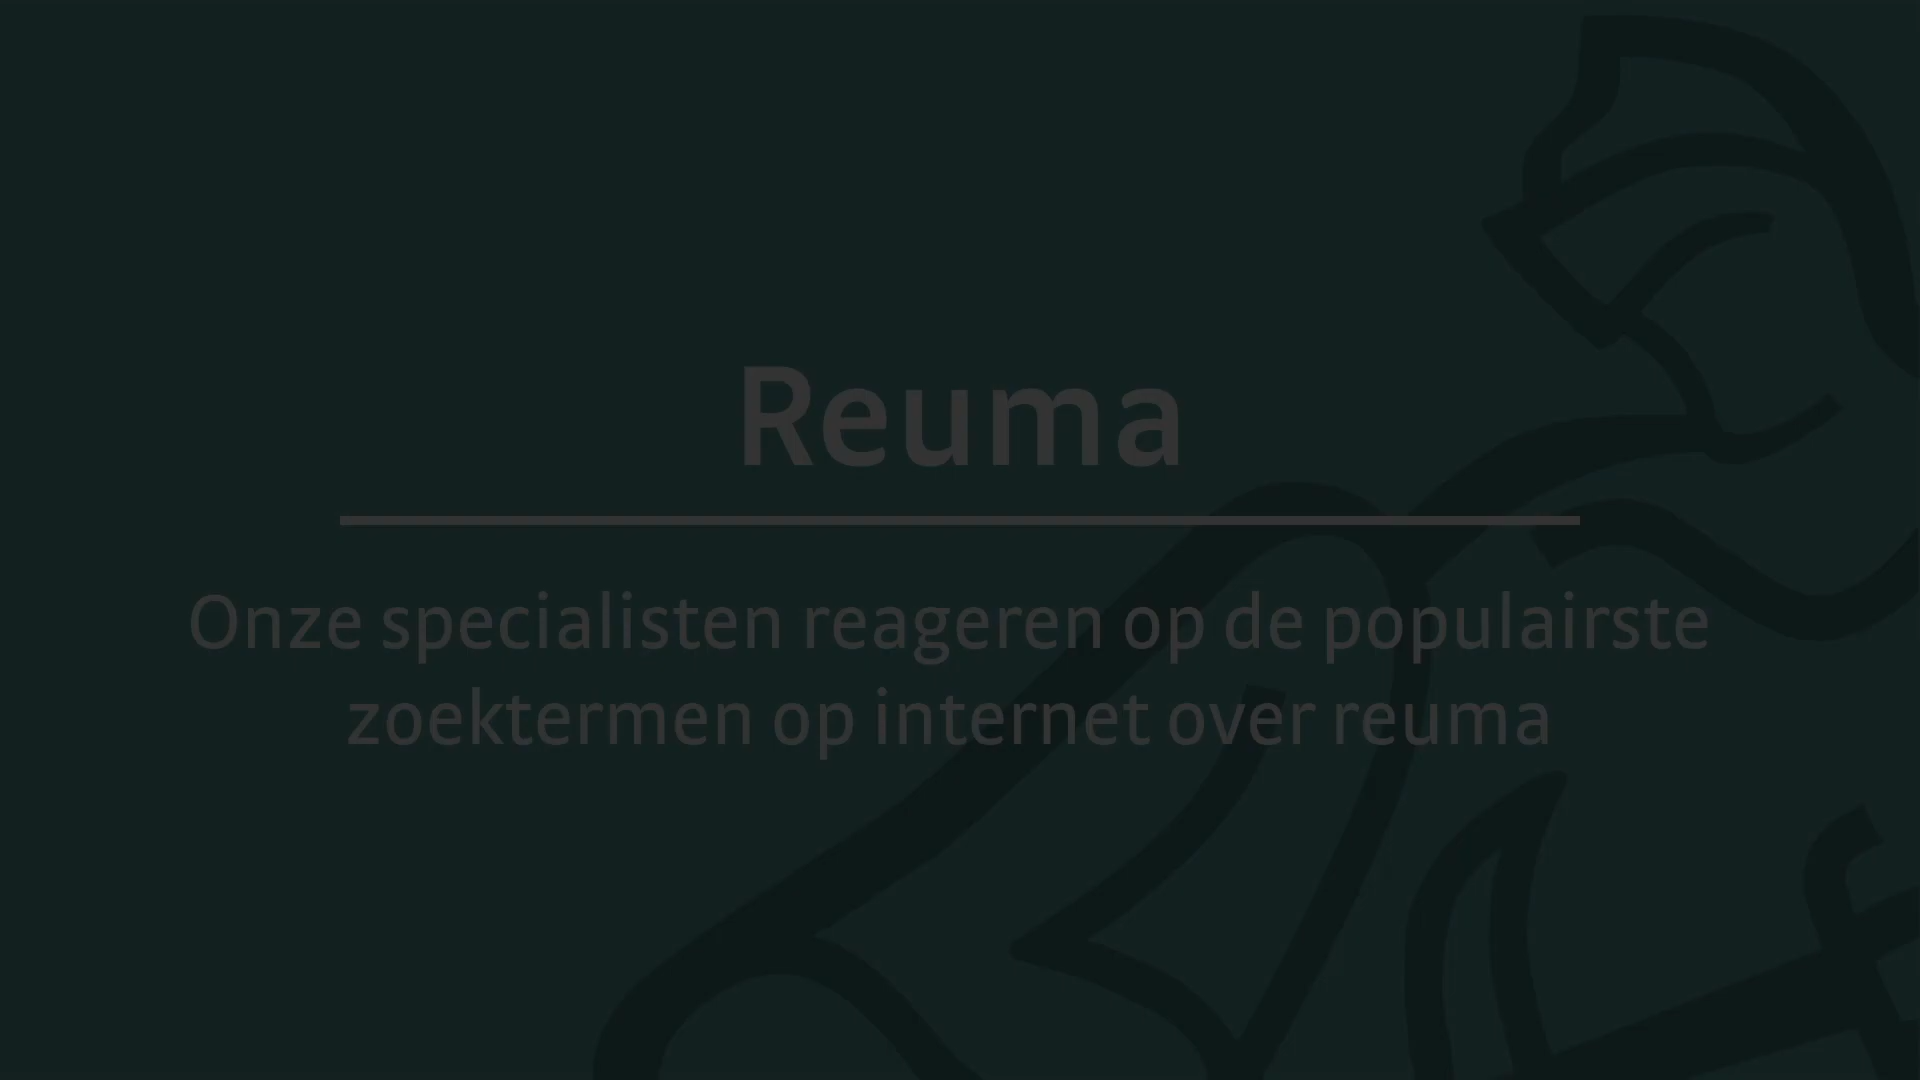 Reuma
Onze specialisten reageren op de populairste
zoektermen op internet over reuma